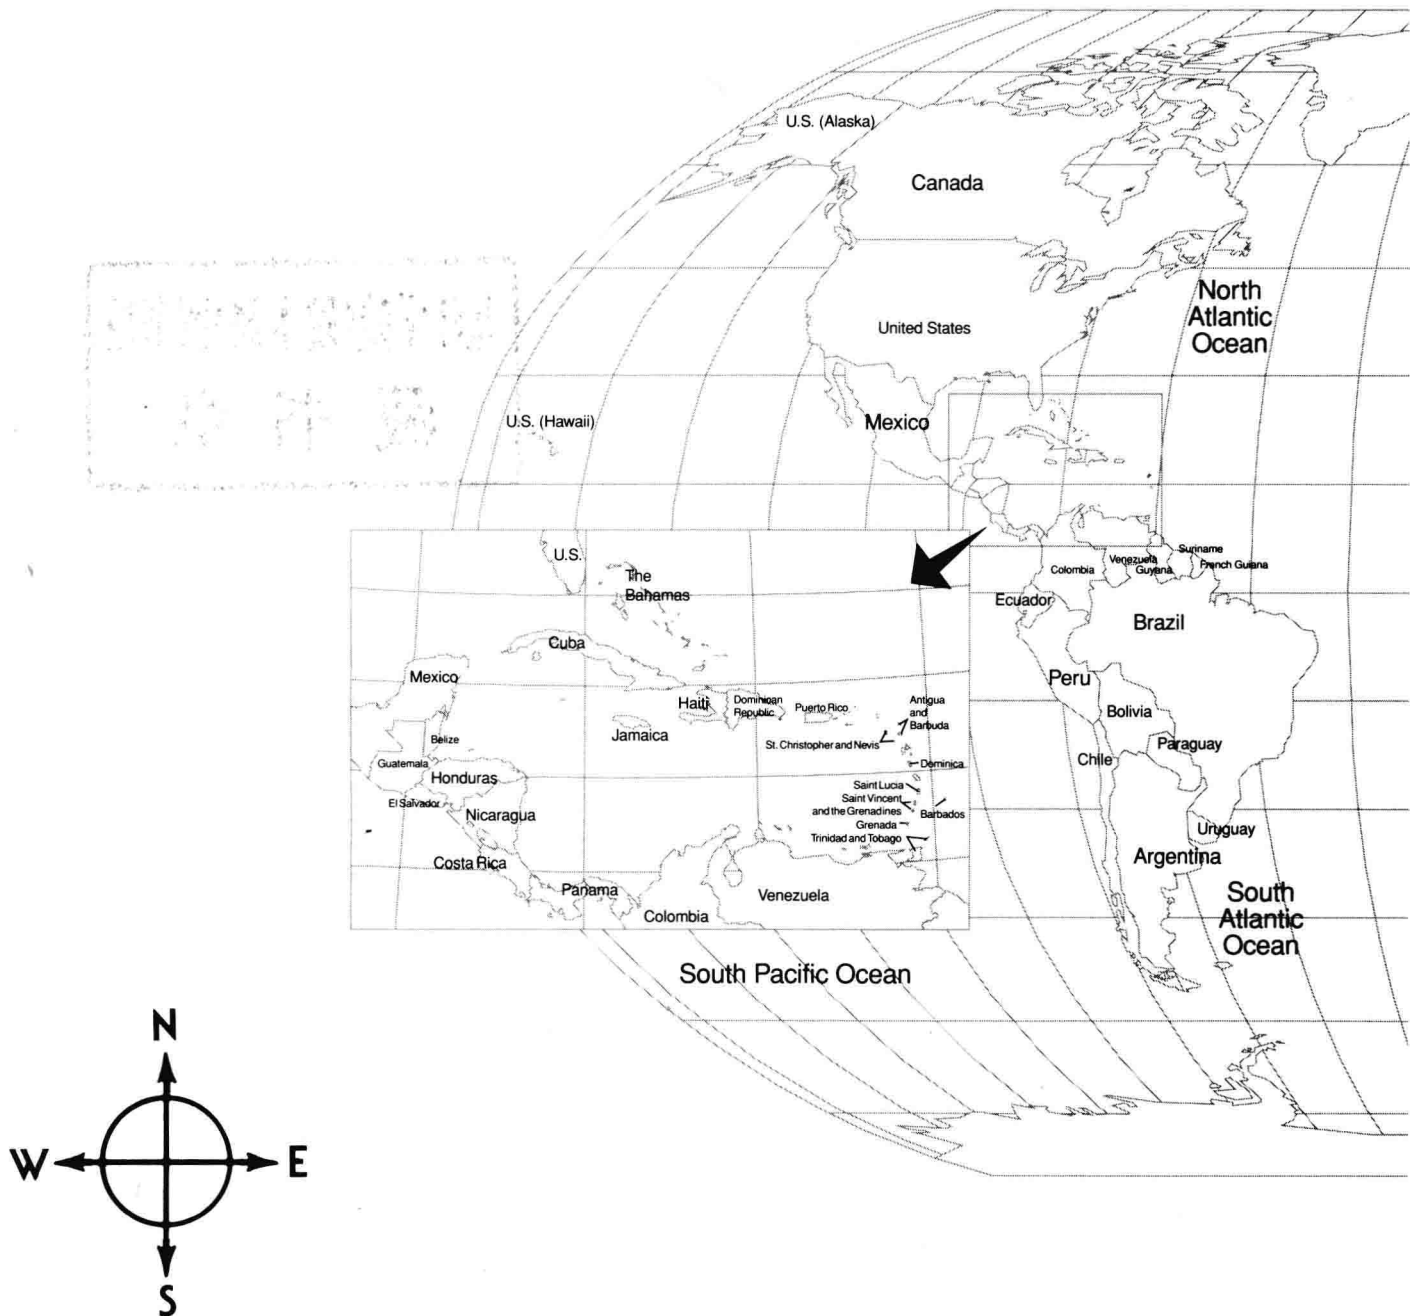 U.S. (Alaska)
Canada
North
Atlantic
Ocean
United States
U.S. (Hawaii)
Mexico
Suriname
Venezuela
French Guiana
Colombia
Guyana
Ecuador
Brazil
Peru
Bolivia
Paraguay
Chile
Uruguay
Argentina
South
Atlantic
Ocean
U.S.
The
Bahamas
Cuba
Mexico
Haiti
Dominican
Republic
Puerto Rico
Antigua
and
Barbuda
Jamaica
St. Christopher and Nevis
Belize
Guatemala
Dominica
Honduras
Saint Lucia
El Salvador
Saint Vincent
and the Grenadines
Barbados
Nicaragua
Grenada
Trinidad and Tobago
Costa Rica
Panama
Venezuela
Colombia
South Pacific Ocean
N
W
E
S